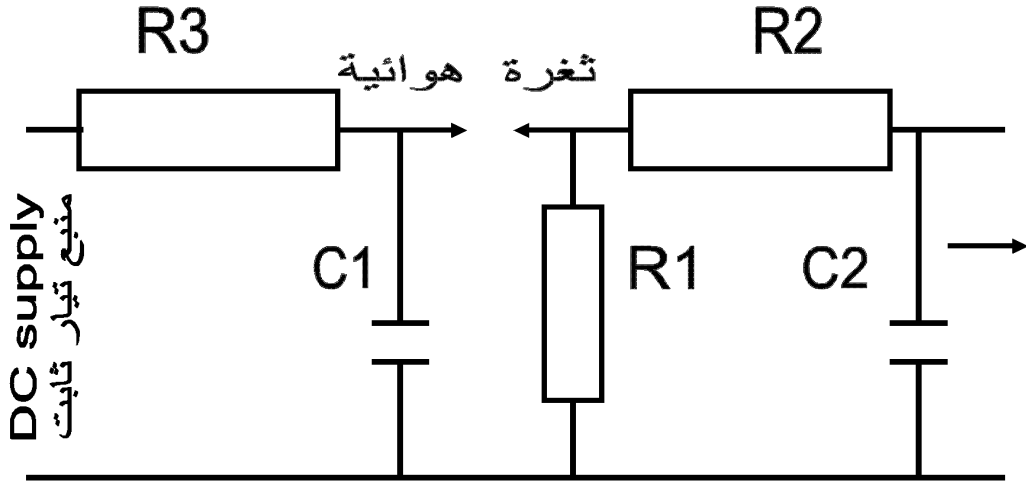 R3
R2
ثغرة هوائية
DC supply
منبع تيار ثابت
C1
R1
C2